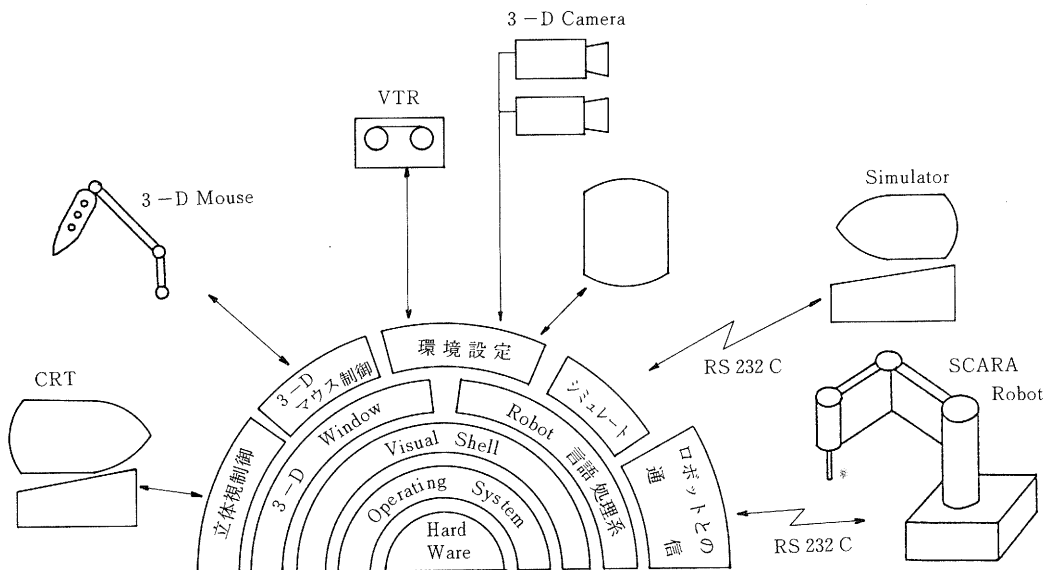 3-D Camera
VTR
3-D Mouse
Simulator
RS 232 C
CRT
SCARA
Robot
環境設定
3-D
マウス制御
シミュレート
立体視制御
ロボットとの
通信
3-D Window
Robot 言語処理系
Visual Shell
Operating System
Hard
Ware
RS 232 C